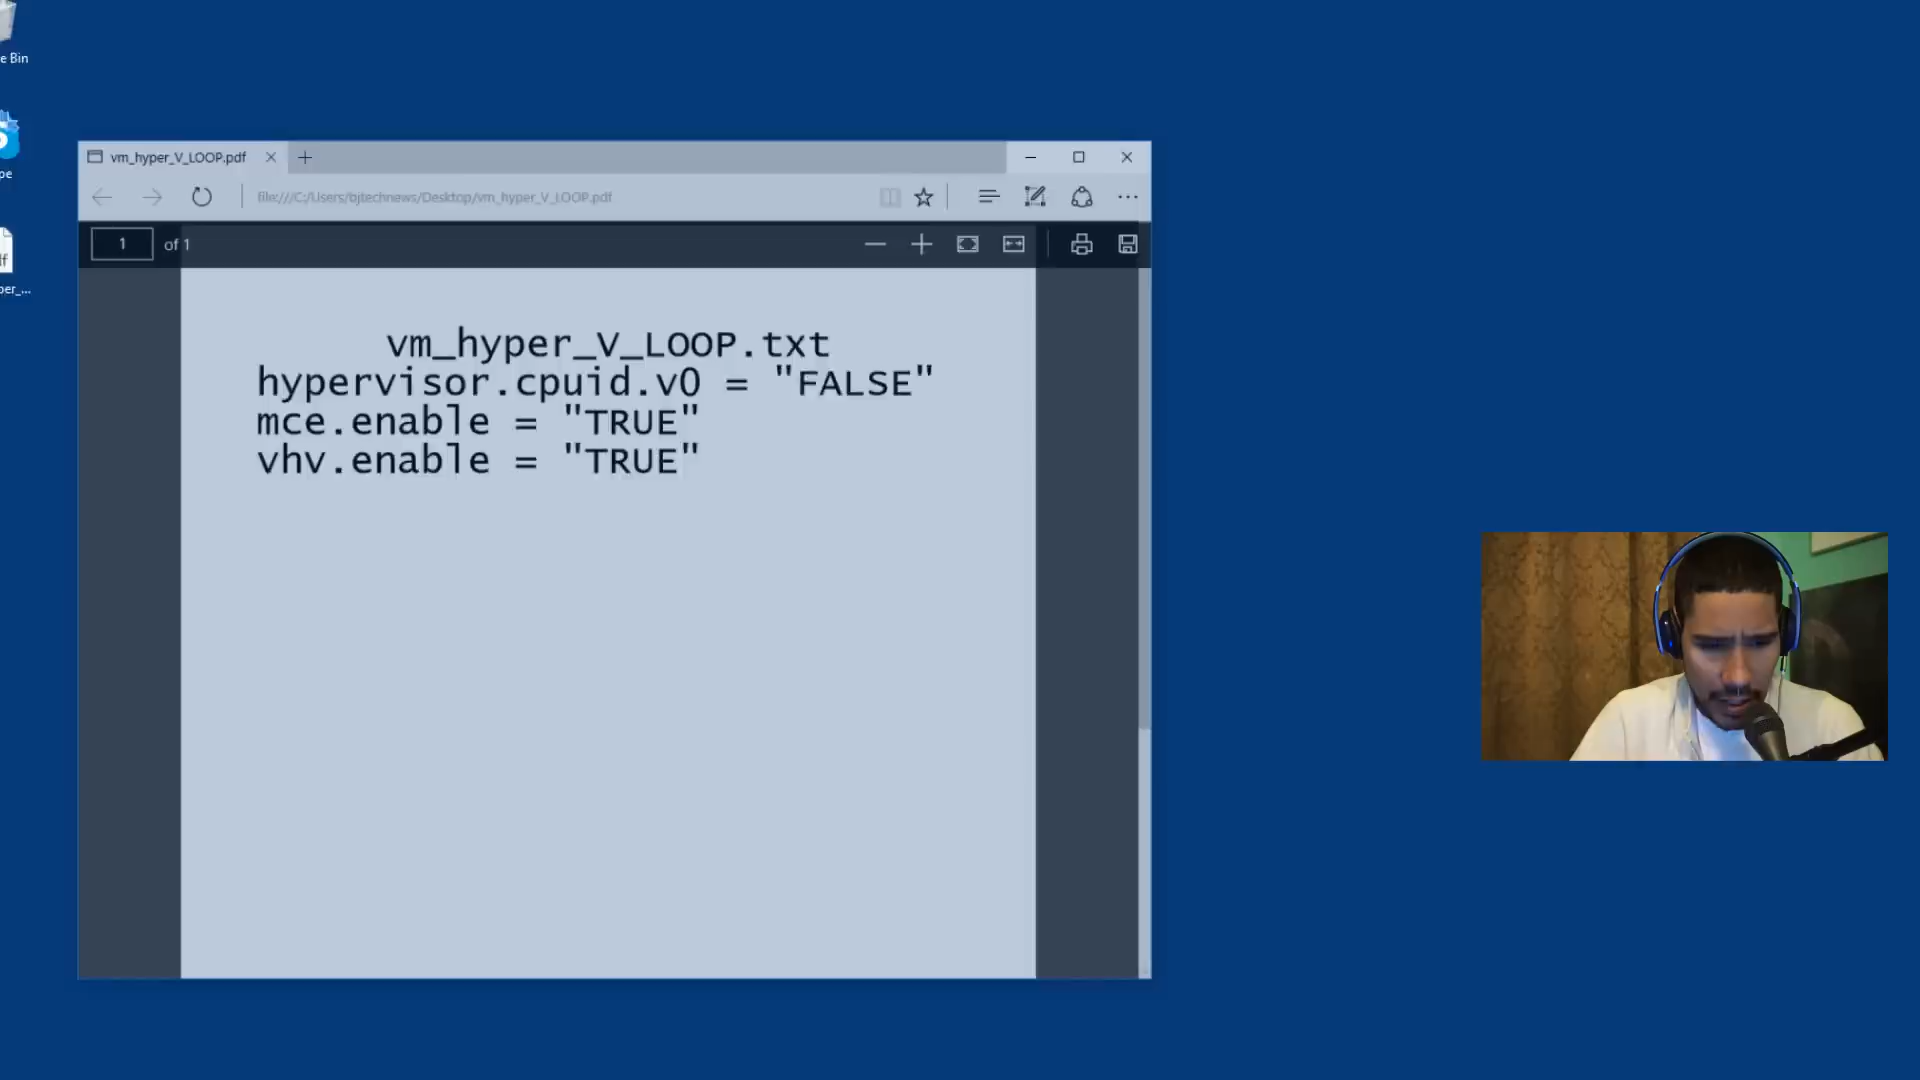 e Bin
pe
df
per_...
vm_hyper_V_LOOP.pdf
file:///C:/Users/bjtechnews/Desktop/vm_hyper_V_LOOP.pdf
1 of 1
vm_hyper_V_LOOP.txt
hypervisor.cpuid.v0 = "FALSE"
mce.enable = "TRUE"
vhv.enable = "TRUE"